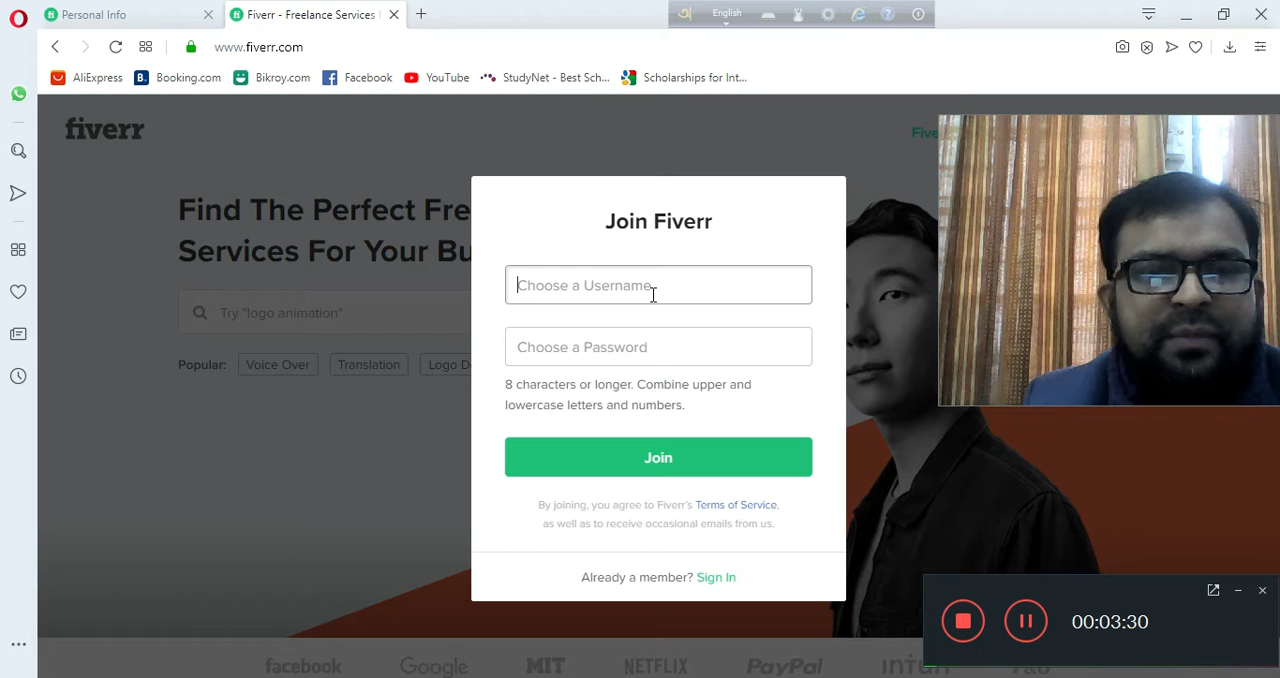 Personal Info
Fiverr - Freelance Services
English
www.fiverr.com
AliExpress
Booking.com
Bikroy.com
Facebook
YouTube
StudyNet - Best Sch...
Scholarships for Int...
fiverr
Five
Find The Perfect Fre
Services For Your Bu
Try "logo animation"
Popular:
Voice Over
Translation
Logo D
Join Fiverr
Choose a Username
Choose a Password
8 characters or longer. Combine upper and
lowercase letters and numbers.
Join
By joining, you agree to Fiverr's Terms of Service,
as well as to receive occasional emails from us.
Already a member? Sign In
00:03:30
facebook
Google
MIT
NETFLIX
PayPal
intuit